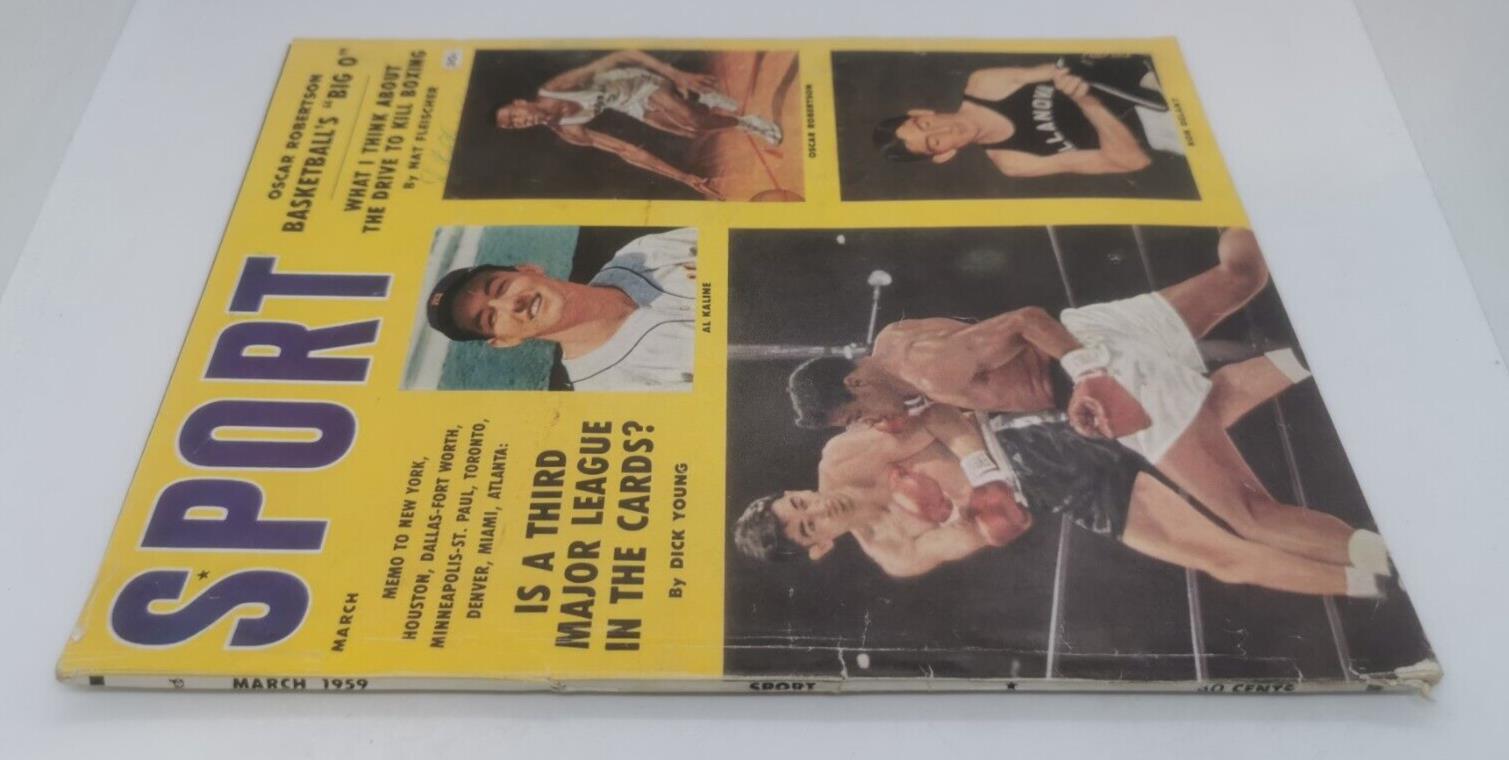 SPORT
MARCH
OSCAR ROBERTSON
BASKETBALL'S "BIG O"
WHAT I THINK ABOUT
THE DRIVE TO KILL BOXING
By NAT FLEISCHER
MEMO TO NEW YORK,
HOUSTON, DALLAS-FORT WORTH,
MINNEAPOLIS-ST. PAUL, TORONTO,
DENVER, MIAMI, ATLANTA:
IS A THIRD
MAJOR LEAGUE
IN THE CARDS?
By DICK YOUNG
AL KALINE
OSCAR ROBERTSON
RON DELANY
LLANOV
MARCH 1959
SPORT
40 CENTS